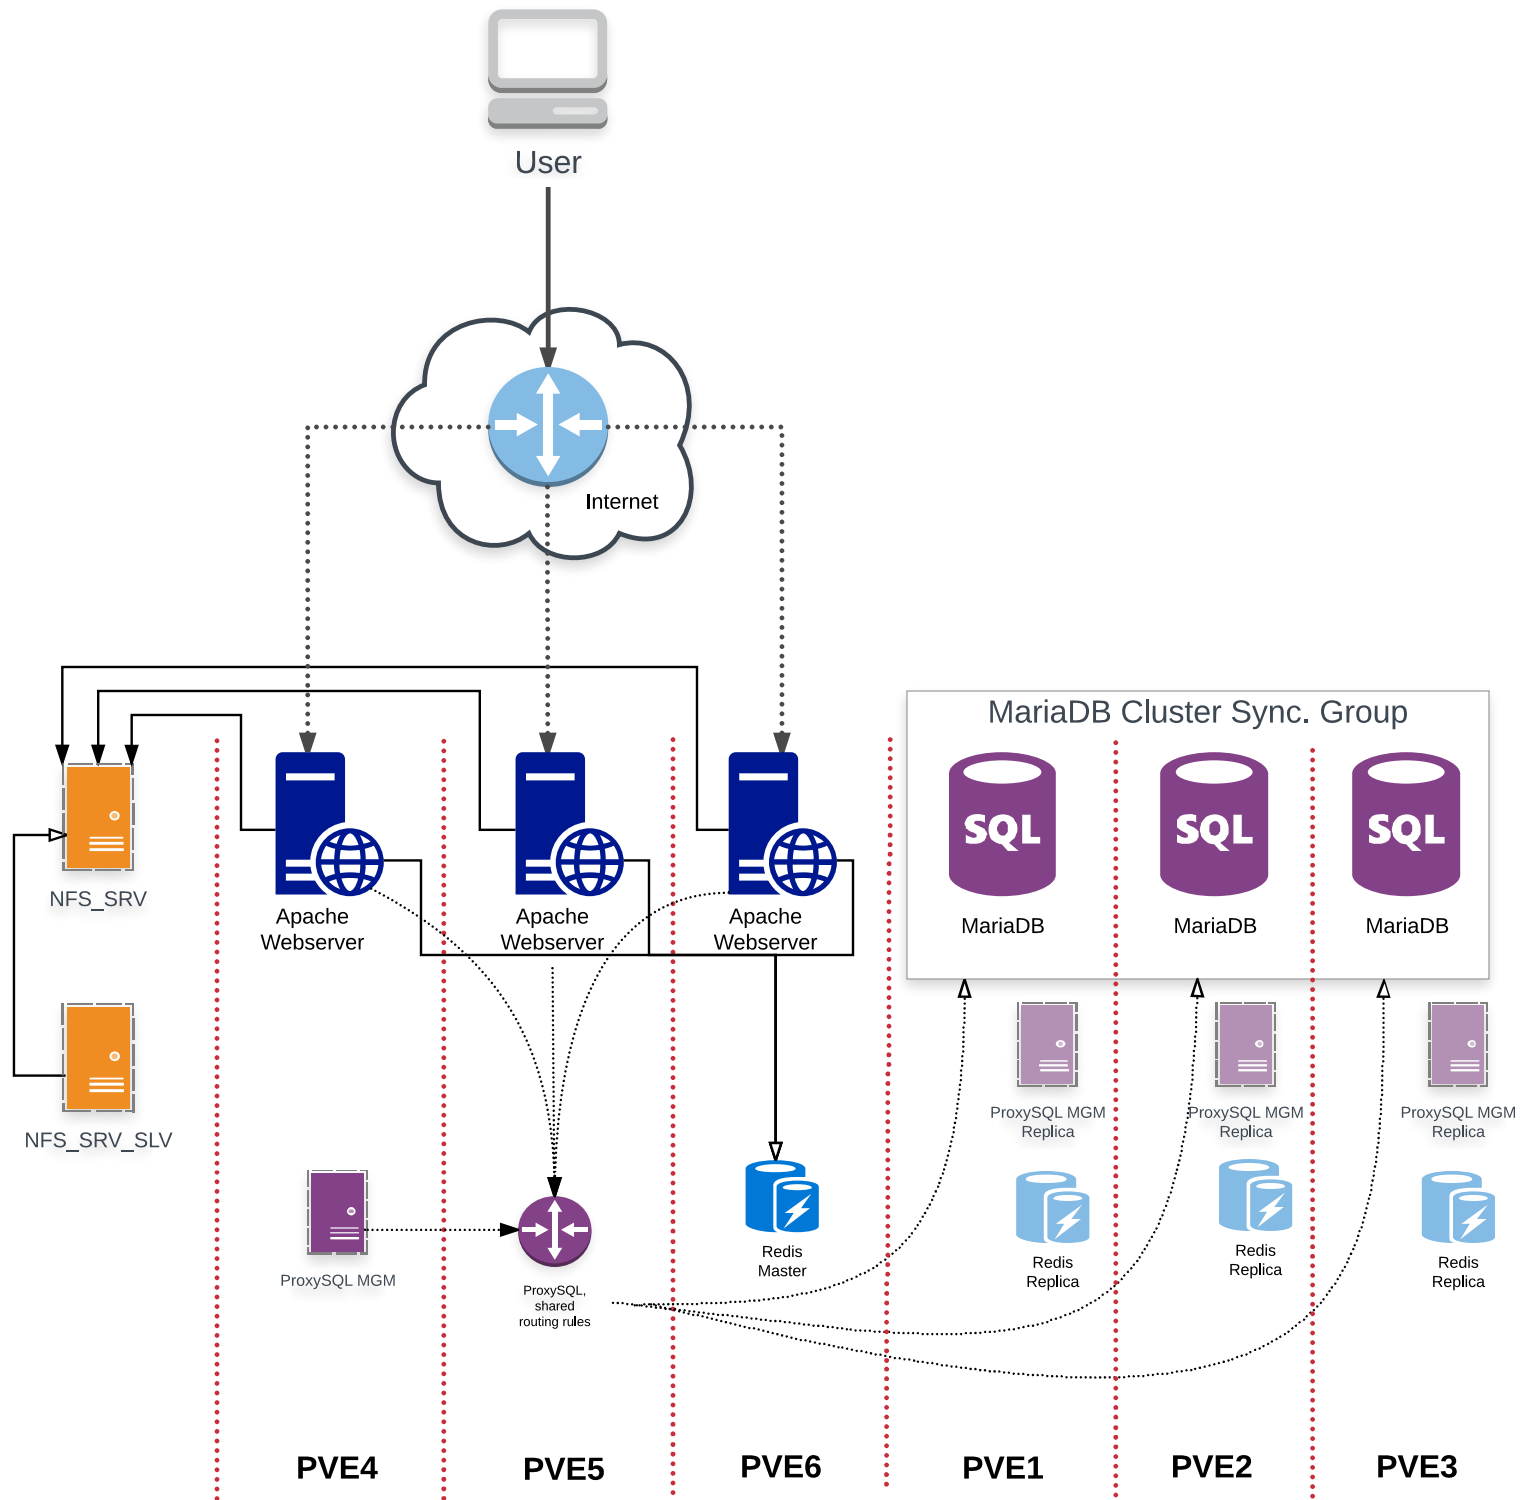 User
Internet
MariaDB Cluster Sync. Group
SQL
SQL
SQL
NFS_SRV
Apache
Webserver
Apache
Webserver
Apache
Webserver
MariaDB
MariaDB
MariaDB
NFS_SRV_SLV
ProxySQL MGM
Replica
ProxySQL MGM
Replica
ProxySQL MGM
Replica
ProxySQL MGM
ProxySQL,
shared
routing rules
Redis
Master
Redis
Replica
Redis
Replica
Redis
Replica
PVE4
PVE5
PVE6
PVE1
PVE2
PVE3